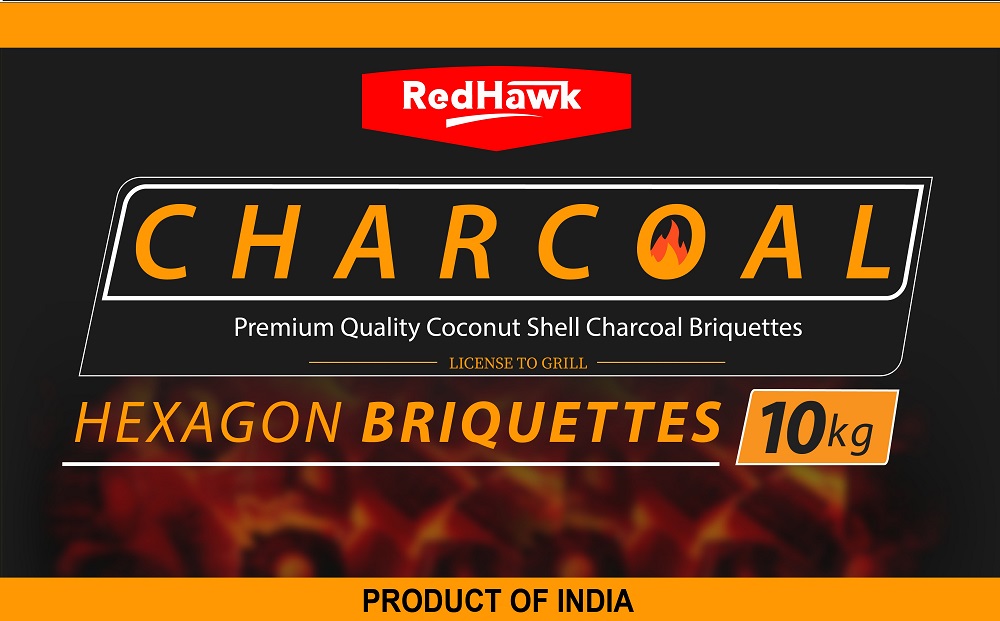 RedHawk
CHARCOAL
Premium Quality Coconut Shell Charcoal Briquettes
LICENSE TO GRILL
HEXAGON BRIQUETTES 10kg
PRODUCT OF INDIA